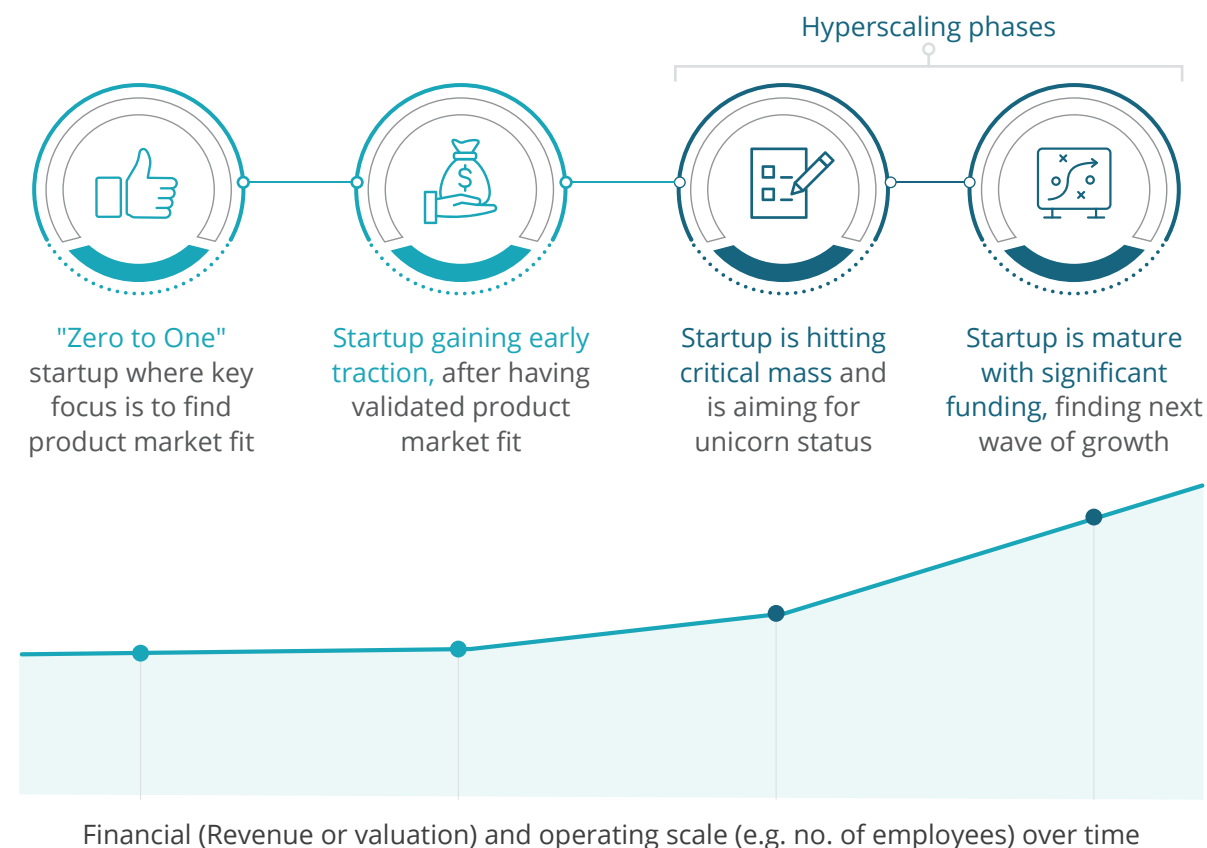 Hyperscaling phases
$
"Zero to One"
startup where key
focus is to find
product market fit
Startup gaining early
traction, after having
validated product
market fit
Startup is hitting
critical mass and
is aiming for
unicorn status
Startup is mature
with significant
funding, finding next
wave of growth
Financial (Revenue or valuation) and operating scale (e.g. no. of employees) over time